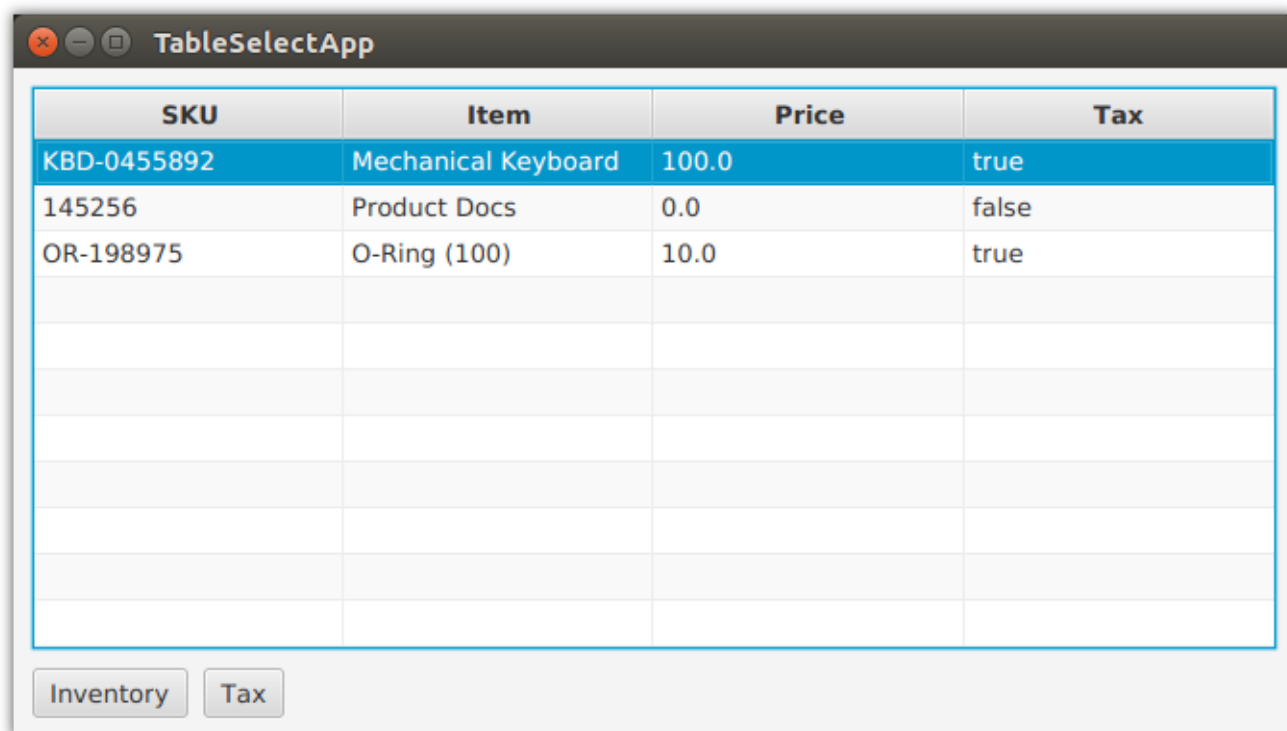 TableSelectApp
SKU Item Price Tax
KBD-0455892 Mechanical Keyboard 100.0 true
145256 Product Docs 0.0 false
OR-198975 O-Ring (100) 10.0 true
Inventory Tax